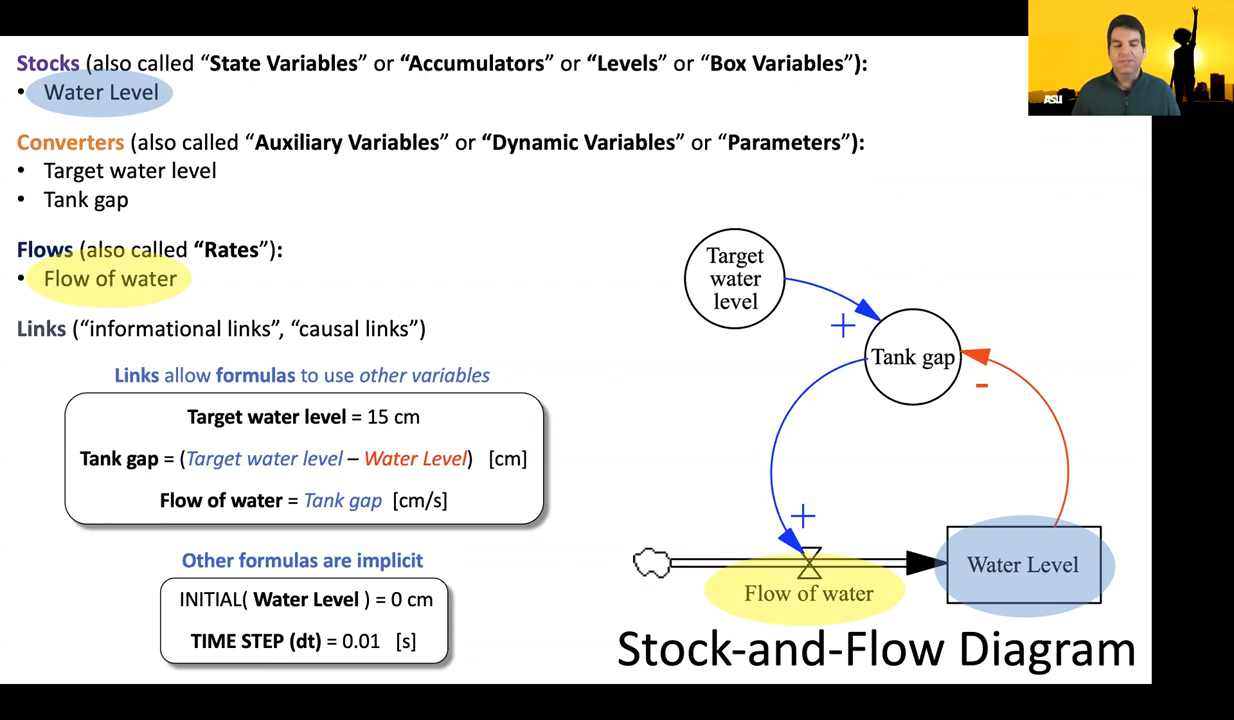 Stocks (also called “State Variables” or “Accumulators” or “Levels” or “Box Variables”):
• Water Level
Converters (also called “Auxiliary Variables” or “Dynamic Variables” or “Parameters”):
• Target water level
• Tank gap
Flows (also called “Rates”):
• Flow of water
Links (“informational links”, “causal links”)
Links allow formulas to use other variables
Target water level = 15 cm
Tank gap = (Target water level – Water Level) [cm]
Flow of water = Tank gap [cm/s]
Other formulas are implicit
INITIAL( Water Level ) = 0 cm
TIME STEP (dt) = 0.01 [s]
ASU
Target
water
level
+
Tank gap
-
+
Flow of water
Water Level
Stock-and-Flow Diagram